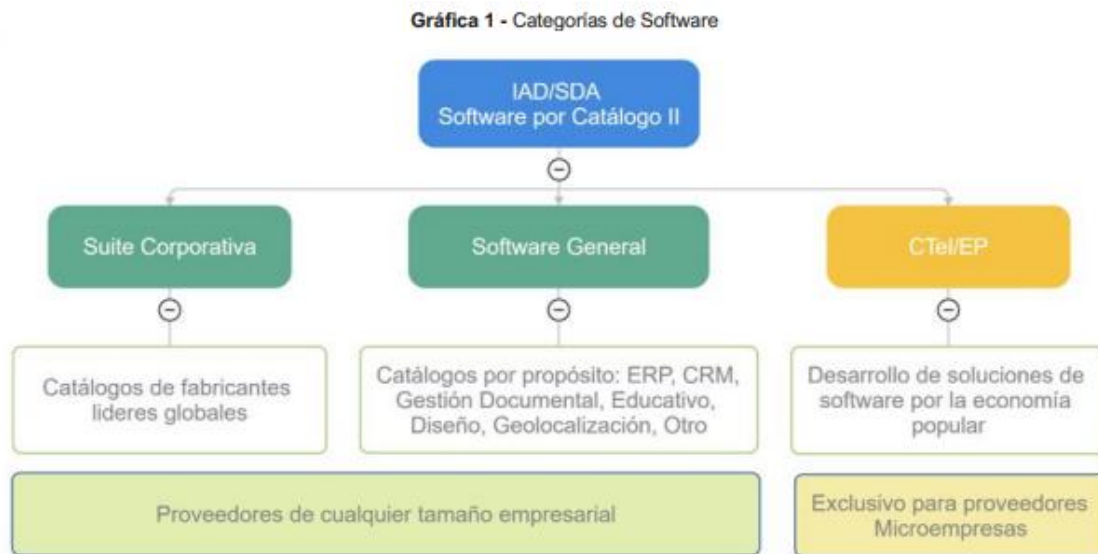 Gráfica 1 - Categorías de Software
IAD/SDA
Software por Catálogo II
Suite Corporativa
Software General
CTeI/EP
Catálogos de fabricantes
lideres globales
Catálogos por propósito: ERP, CRM,
Gestión Documental, Educativo,
Diseño, Geolocalización, Otro
Desarrollo de soluciones de
software por la economía
popular
Proveedores de cualquier tamaño empresarial
Exclusivo para proveedores
Microempresas